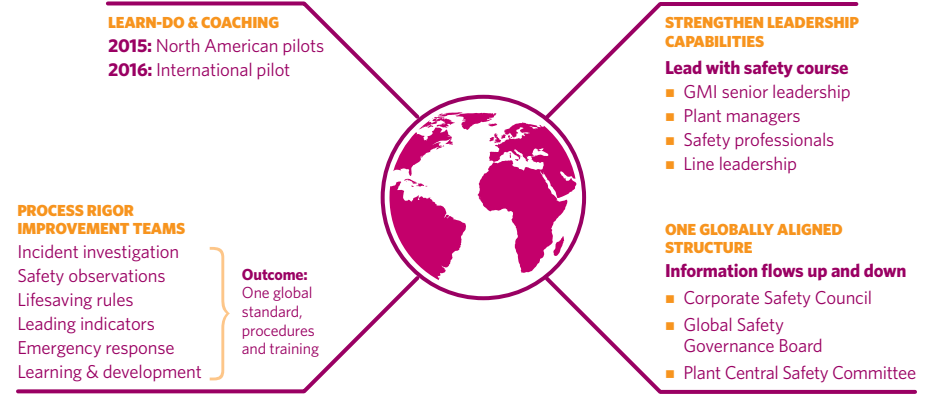 LEARN-DO & COACHING
2015: North American pilots
2016: International pilot
STRENGTHEN LEADERSHIP
CAPABILITIES
Lead with safety course
GMI senior leadership
Plant managers
Safety professionals
Line leadership
PROCESS RIGOR
IMPROVEMENT TEAMS
Incident investigation
Safety observations
Lifesaving rules
Leading indicators
Emergency response
Learning & development
Outcome:
One global
standard,
procedures
and training
ONE GLOBALLY ALIGNED
STRUCTURE
Information flows up and down
Corporate Safety Council
Global Safety
Governance Board
Plant Central Safety Committee